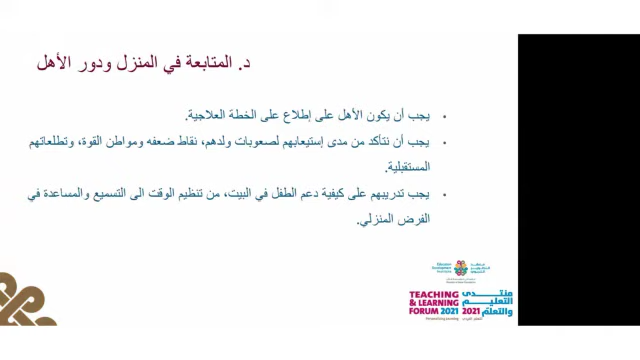 د. المتابعة في المنزل ودور الأهل
يجب أن يكون الأهل على إطلاع على الخطة العلاجية.
يجب أن نتأكد من مدى إستيعابهم لصعوبات ولدهم، نقاط ضعفه ومواطن القوة، وتطلعاتهم
المستقبلية.
يجب تدريبهم على كيفية دعم الطفل في البيت، من تنظيم الوقت الى التسميع والمساعدة في
الفرض المنزلي.
TEACHING
& LEARNING
FORUM 2021
منتدى
التعليم
2021 والتعلم